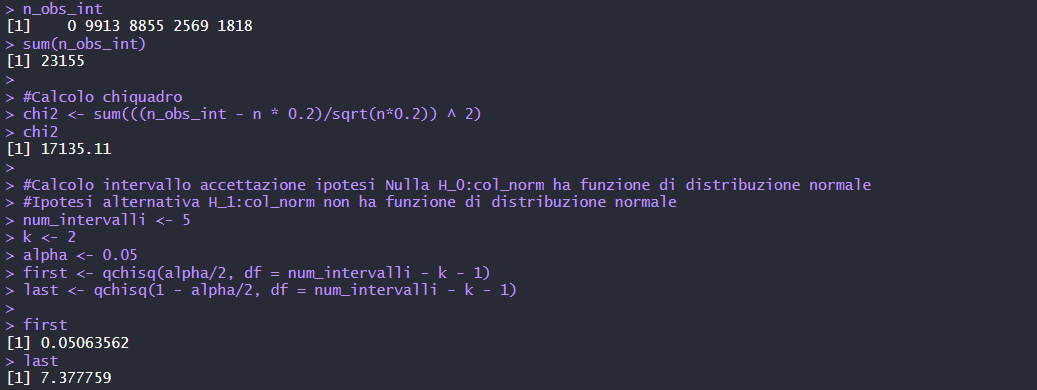 > n_obs_int
[1]    0 9913 8855 2569 1818
> sum(n_obs_int)
[1] 23155
>
> #Calcolo chiquadro
> chi2 <- sum(((n_obs_int - n * 0.2)/sqrt(n*0.2)) ^ 2)
> chi2
[1] 17135.11
>
> #Calcolo intervallo accettazione ipotesi Nulla H_0:col_norm ha funzione di distribuzione normale
> #Ipotesi alternativa H_1:col_norm non ha funzione di distribuzione normale
> num_intervalli <- 5
> k <- 2
> alpha <- 0.05
> first <- qchisq(alpha/2, df = num_intervalli - k - 1)
> last <- qchisq(1 - alpha/2, df = num_intervalli - k - 1)
>
> first
[1] 0.05063562
> last
[1] 7.377759